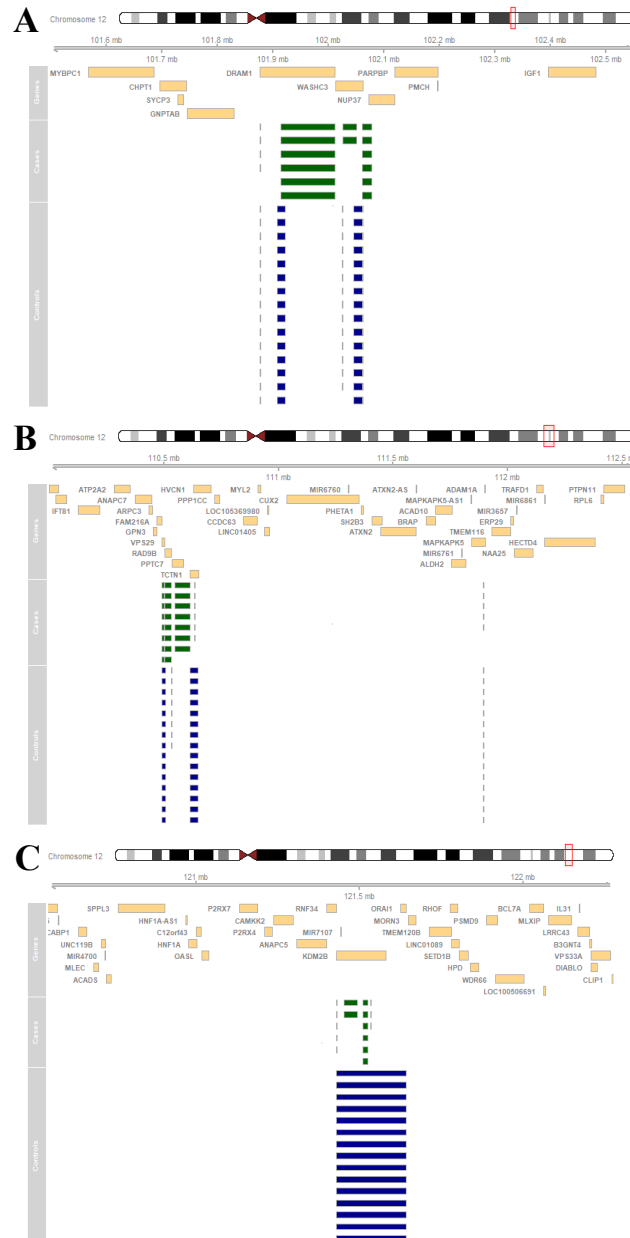 A
Chromosome 12
101.6 mb 101.8 mb 102 mb 102.2 mb 102.4 mb
101.7 mb 101.9 mb 102.1 mb 102.3 mb 102.5 mb
Genes
MYBPC1 DRAM1 PARPBP IGF1
CHPT1 WASHC3 PMCH
SYCP3 NUP37
GNPTAB
Cases
Controls
B
Chromosome 12
110.5 mb 111.5 mb 112.5 m
111 mb 112 mb
Genes
ATP2A2 HVCN1 MYL2 MIR6760 ATXN2-AS ADAM1A TRAFD1 PTPN11
ANAPC7 PPP1CC CUX2 MAPKAPK5-AS1 MIR6861 RPL6
IFT81 ARPC3 LOC105369980 PHETA1 ACAD10 MIR3657
FAM216A CCDC63 SH2B3 BRAP ERP29
GPN3 LINC01405 ATXN2 TMEM116
VPS29 MAPKAPK5 HECTD4
RAD9B MIR6761 NAA25
PPTC7 ALDH2
TCTN1
Cases
Controls
C
Chromosome 12
121 mb 122 mb
121.5 mb
Genes
SPPL3 P2RX7 RNF34 ORAI1 RHOF BCL7A IL31
HNF1A-AS1 CAMKK2 MORN3 PSMD9 MLXIP
CABP1 C12orf43 P2RX4 MIR7107 TMEM120B LRRC43
UNC119B HNF1A ANAPC5 LINC01089 B3GNT4
MIR4700 OASL KDM2B SETD1B VPS33A
MLEC HPD DIABLO
ACADS WDR66 CLIP1
LOC100506691
Cases
Controls